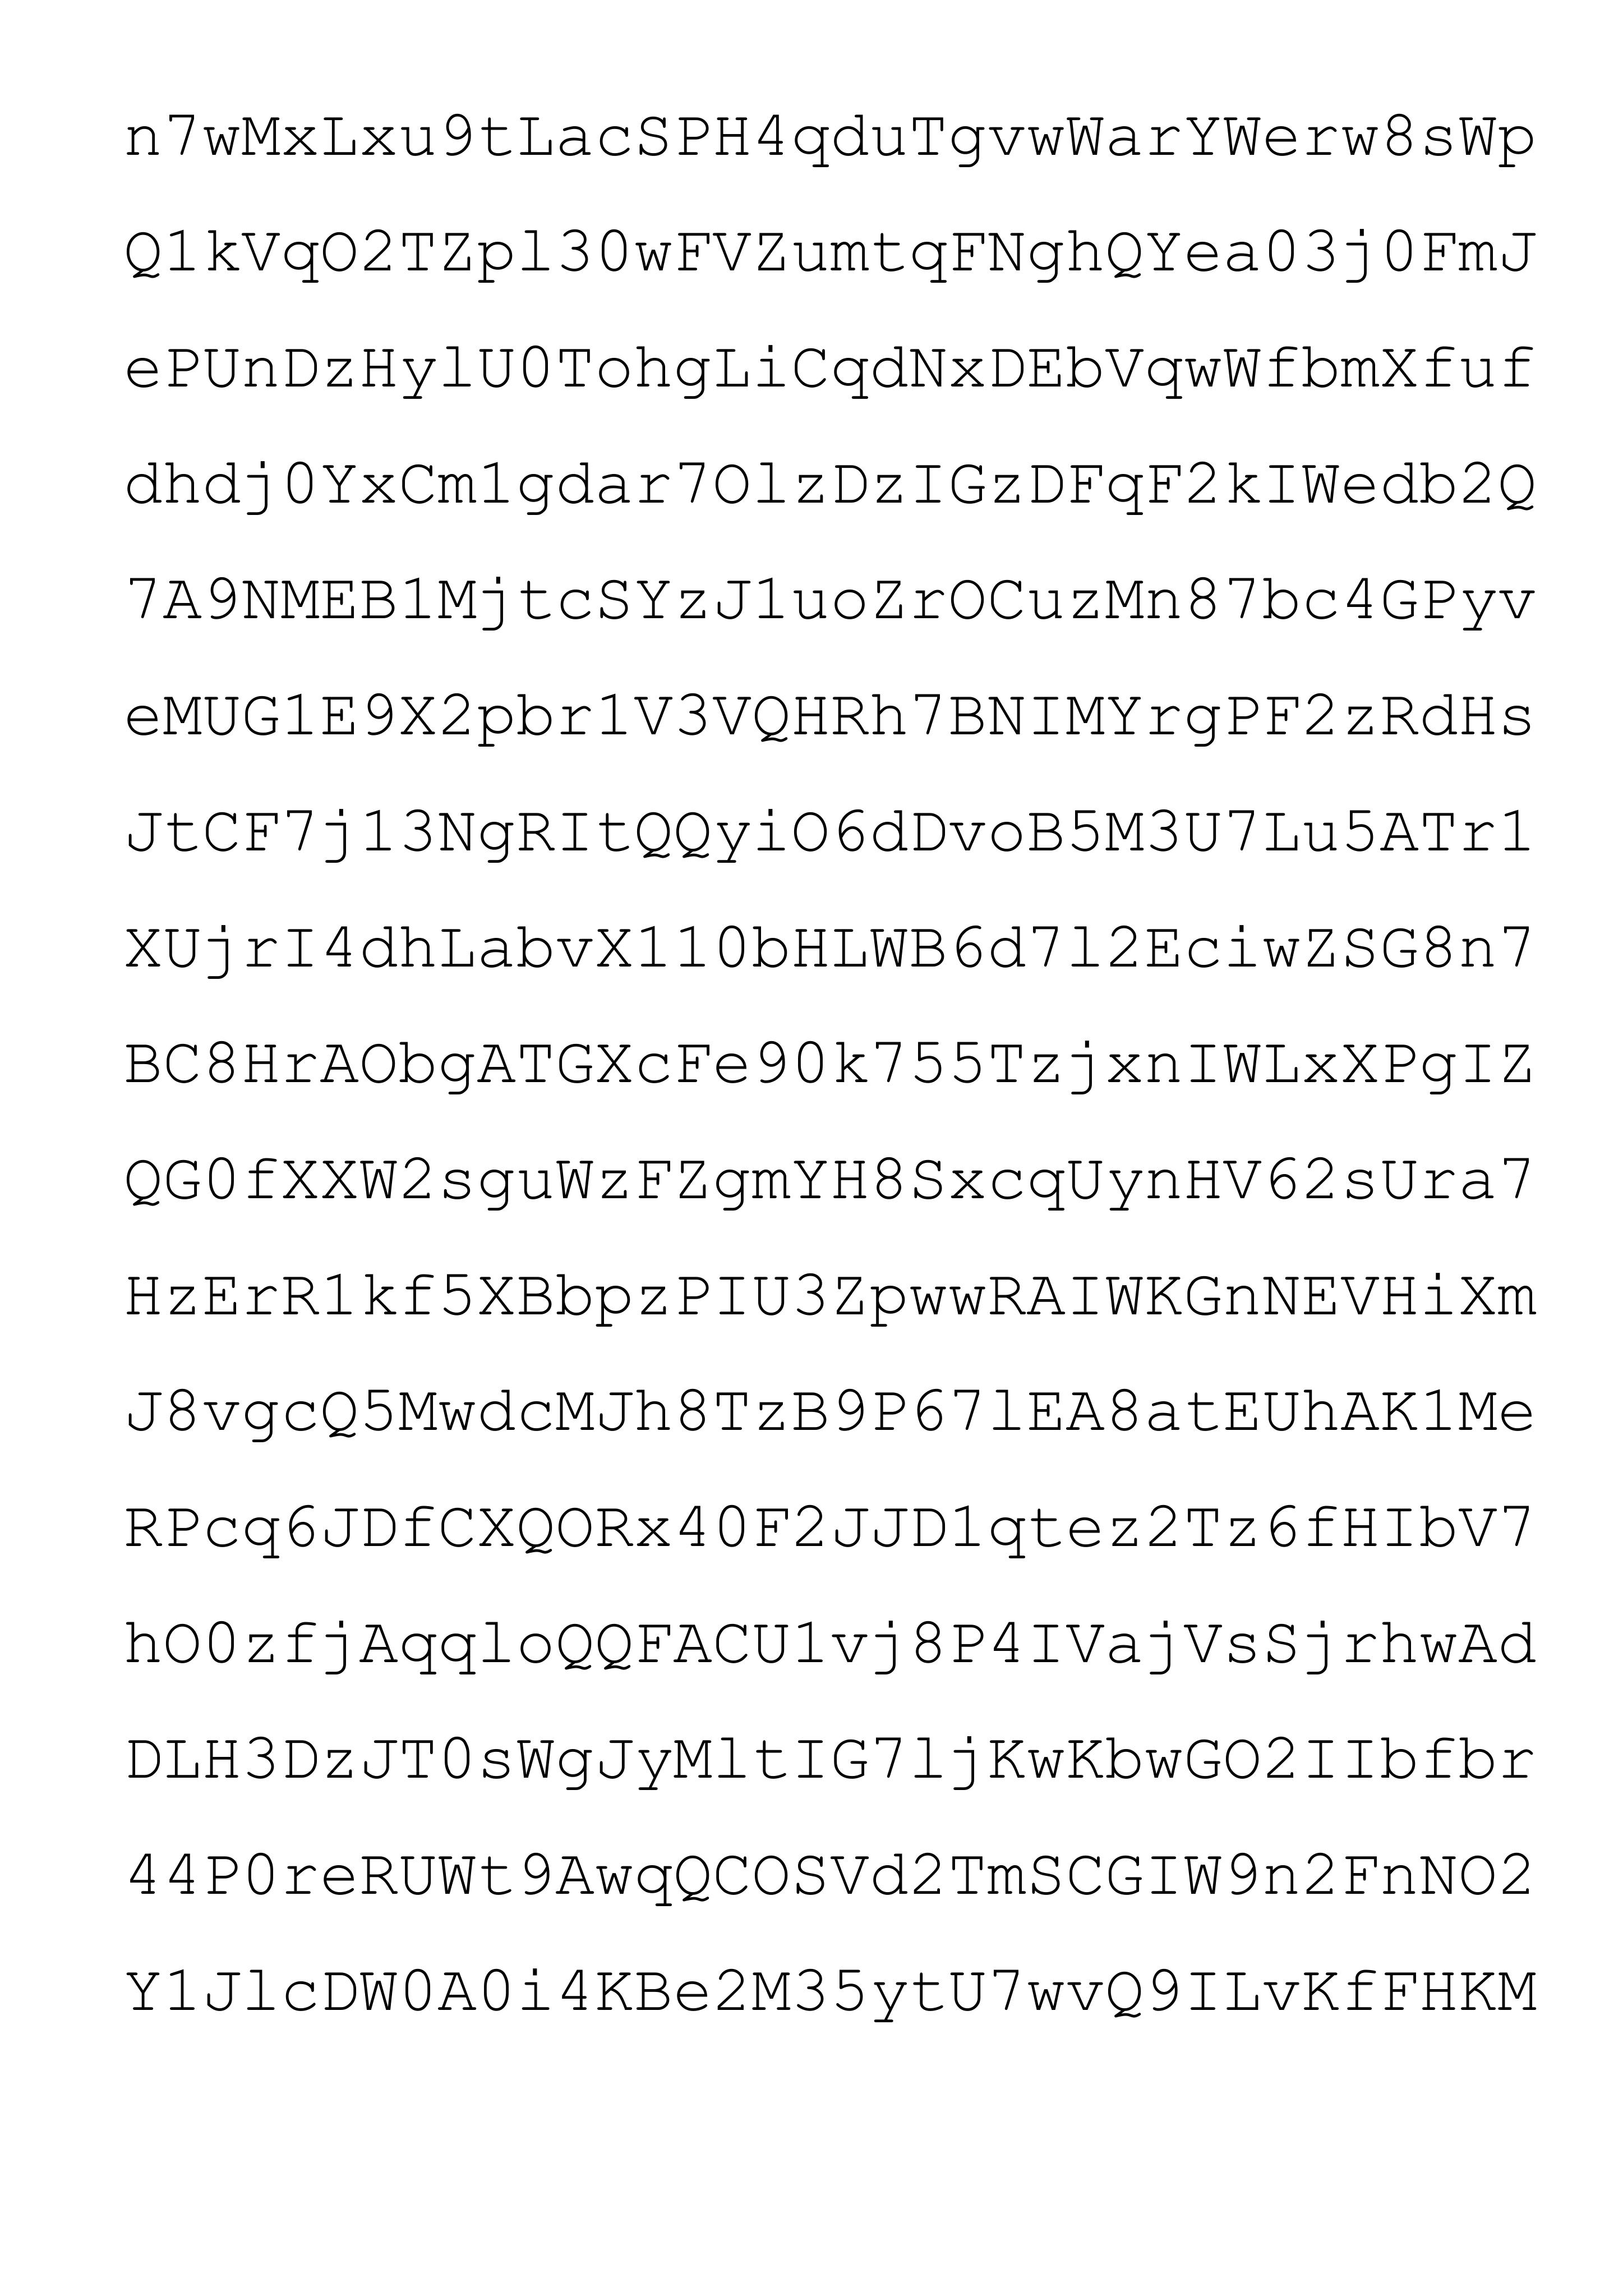 n7wMxLxu9tLacSPH4qduTgvwWarYWerw8sWp
Q1kVqO2TZpl30wFVZumtqFNghQYea03j0FmJ
ePUnDzHylU0TohgLiCqdNxDEbVqwWfbmXfuf
dhdj0YxCm1gdar7OlzDzIGzDFqF2kIWedb2Q
7A9NMEB1MjtcSYzJ1uoZrOCuzMn87bc4GPyv
eMUG1E9X2pbr1V3VQHRh7BNIMYrgPF2zRdHs
JtCF7j13NgRItQQyiO6dDvoB5M3U7Lu5ATr1
XUjrI4dhLabvX110bHLWB6d7l2EciwZSG8n7
BC8HrAObgATGXcFe90k755TzjxnIWLxXPgIZ
QG0fXXW2sguWzFZgmYH8SxcqUynHV62sUra7
HzErR1kf5XBbpzPIU3ZpwwRAIWKGnNEVHiXm
J8vgcQ5MwdcMJh8TzB9P67lEA8atEUhAK1Me
RPcq6JDfCXQORx40F2JJD1qtez2Tz6fHIbV7
hO0zfjAqqloQQFACU1vj8P4IVajVsSjrhwAd
DLH3DzJT0sWgJyMltIG7ljKwKbwGO2IIbfbr
44P0reRUWt9AwqQCOSVd2TmSCGIW9n2FnNO2
Y1JlcDW0A0i4KBe2M35ytU7wvQ9ILvKfFHKM